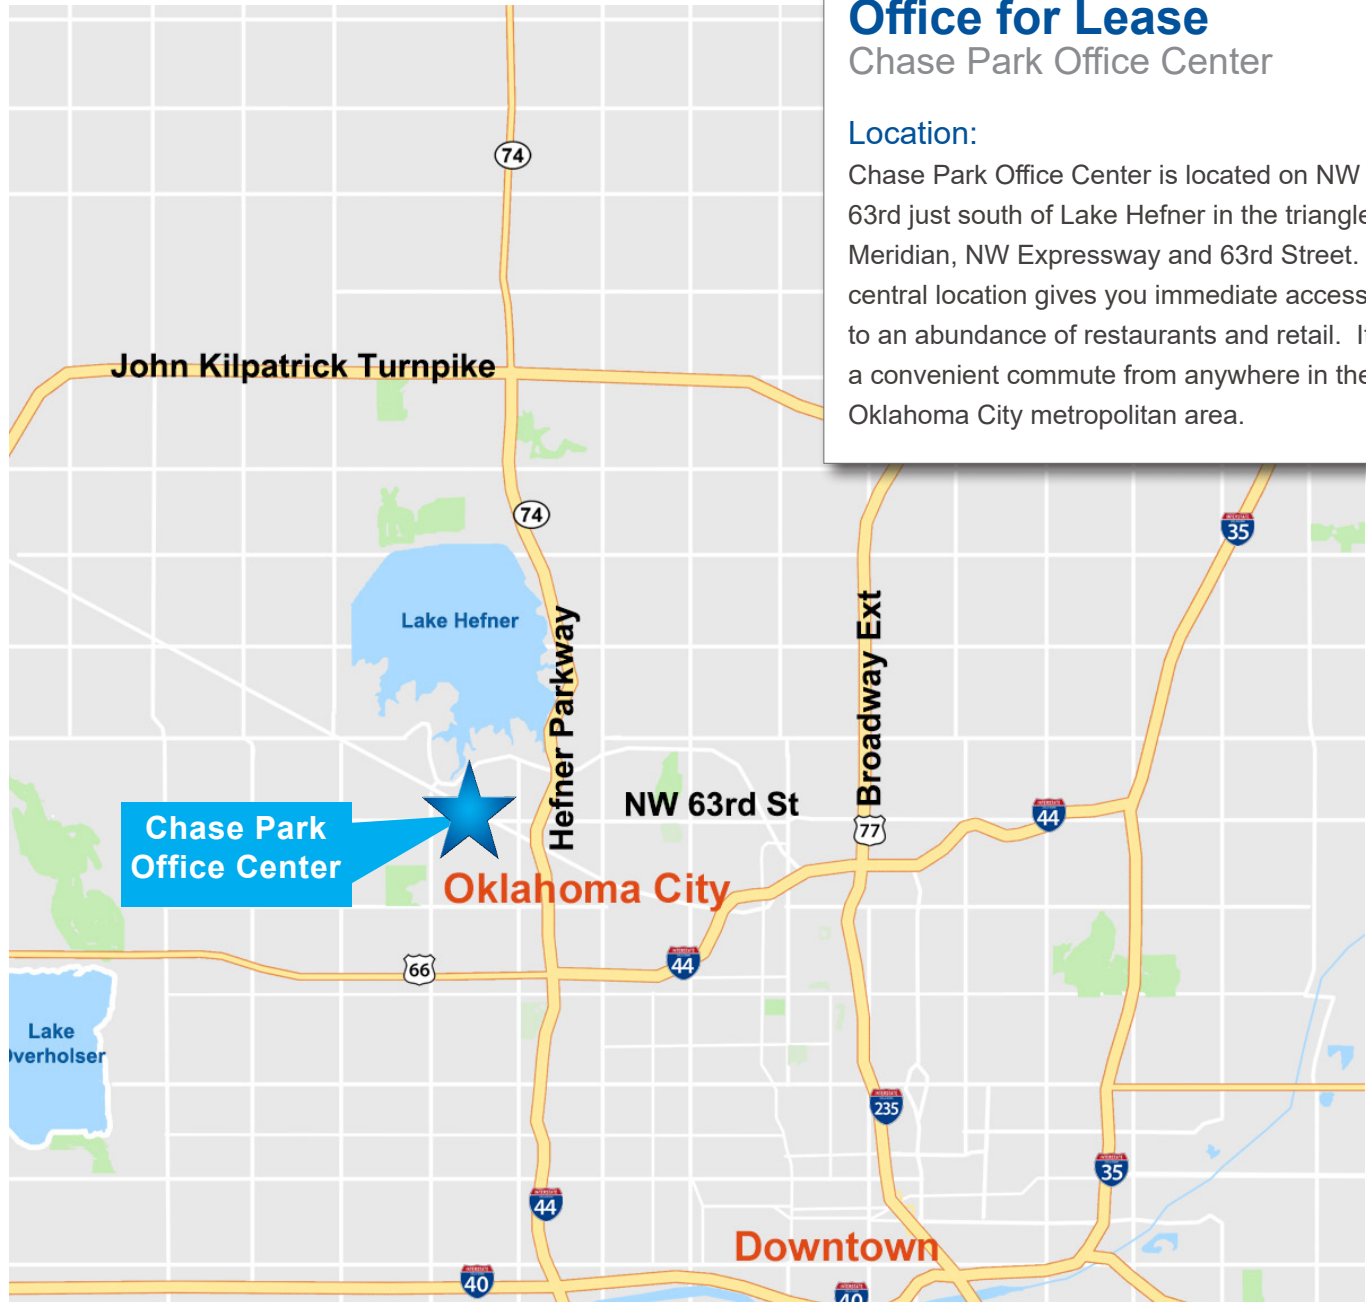 Office for Lease
Chase Park Office Center
Location:
Chase Park Office Center is located on NW
63rd just south of Lake Hefner in the triangle
Meridian, NW Expressway and 63rd Street.
central location gives you immediate access
to an abundance of restaurants and retail.
a convenient commute from anywhere in the
Oklahoma City metropolitan area.
74
John Kilpatrick Turnpike
74
INTERSTATE
35
Lake Hefner
Hefner Parkway
Broadway Ext
NW 63rd St
77
44
Chase Park
Office Center
Oklahoma City
66
44
Lake
verholser
235
35
44
Downtown
40
40